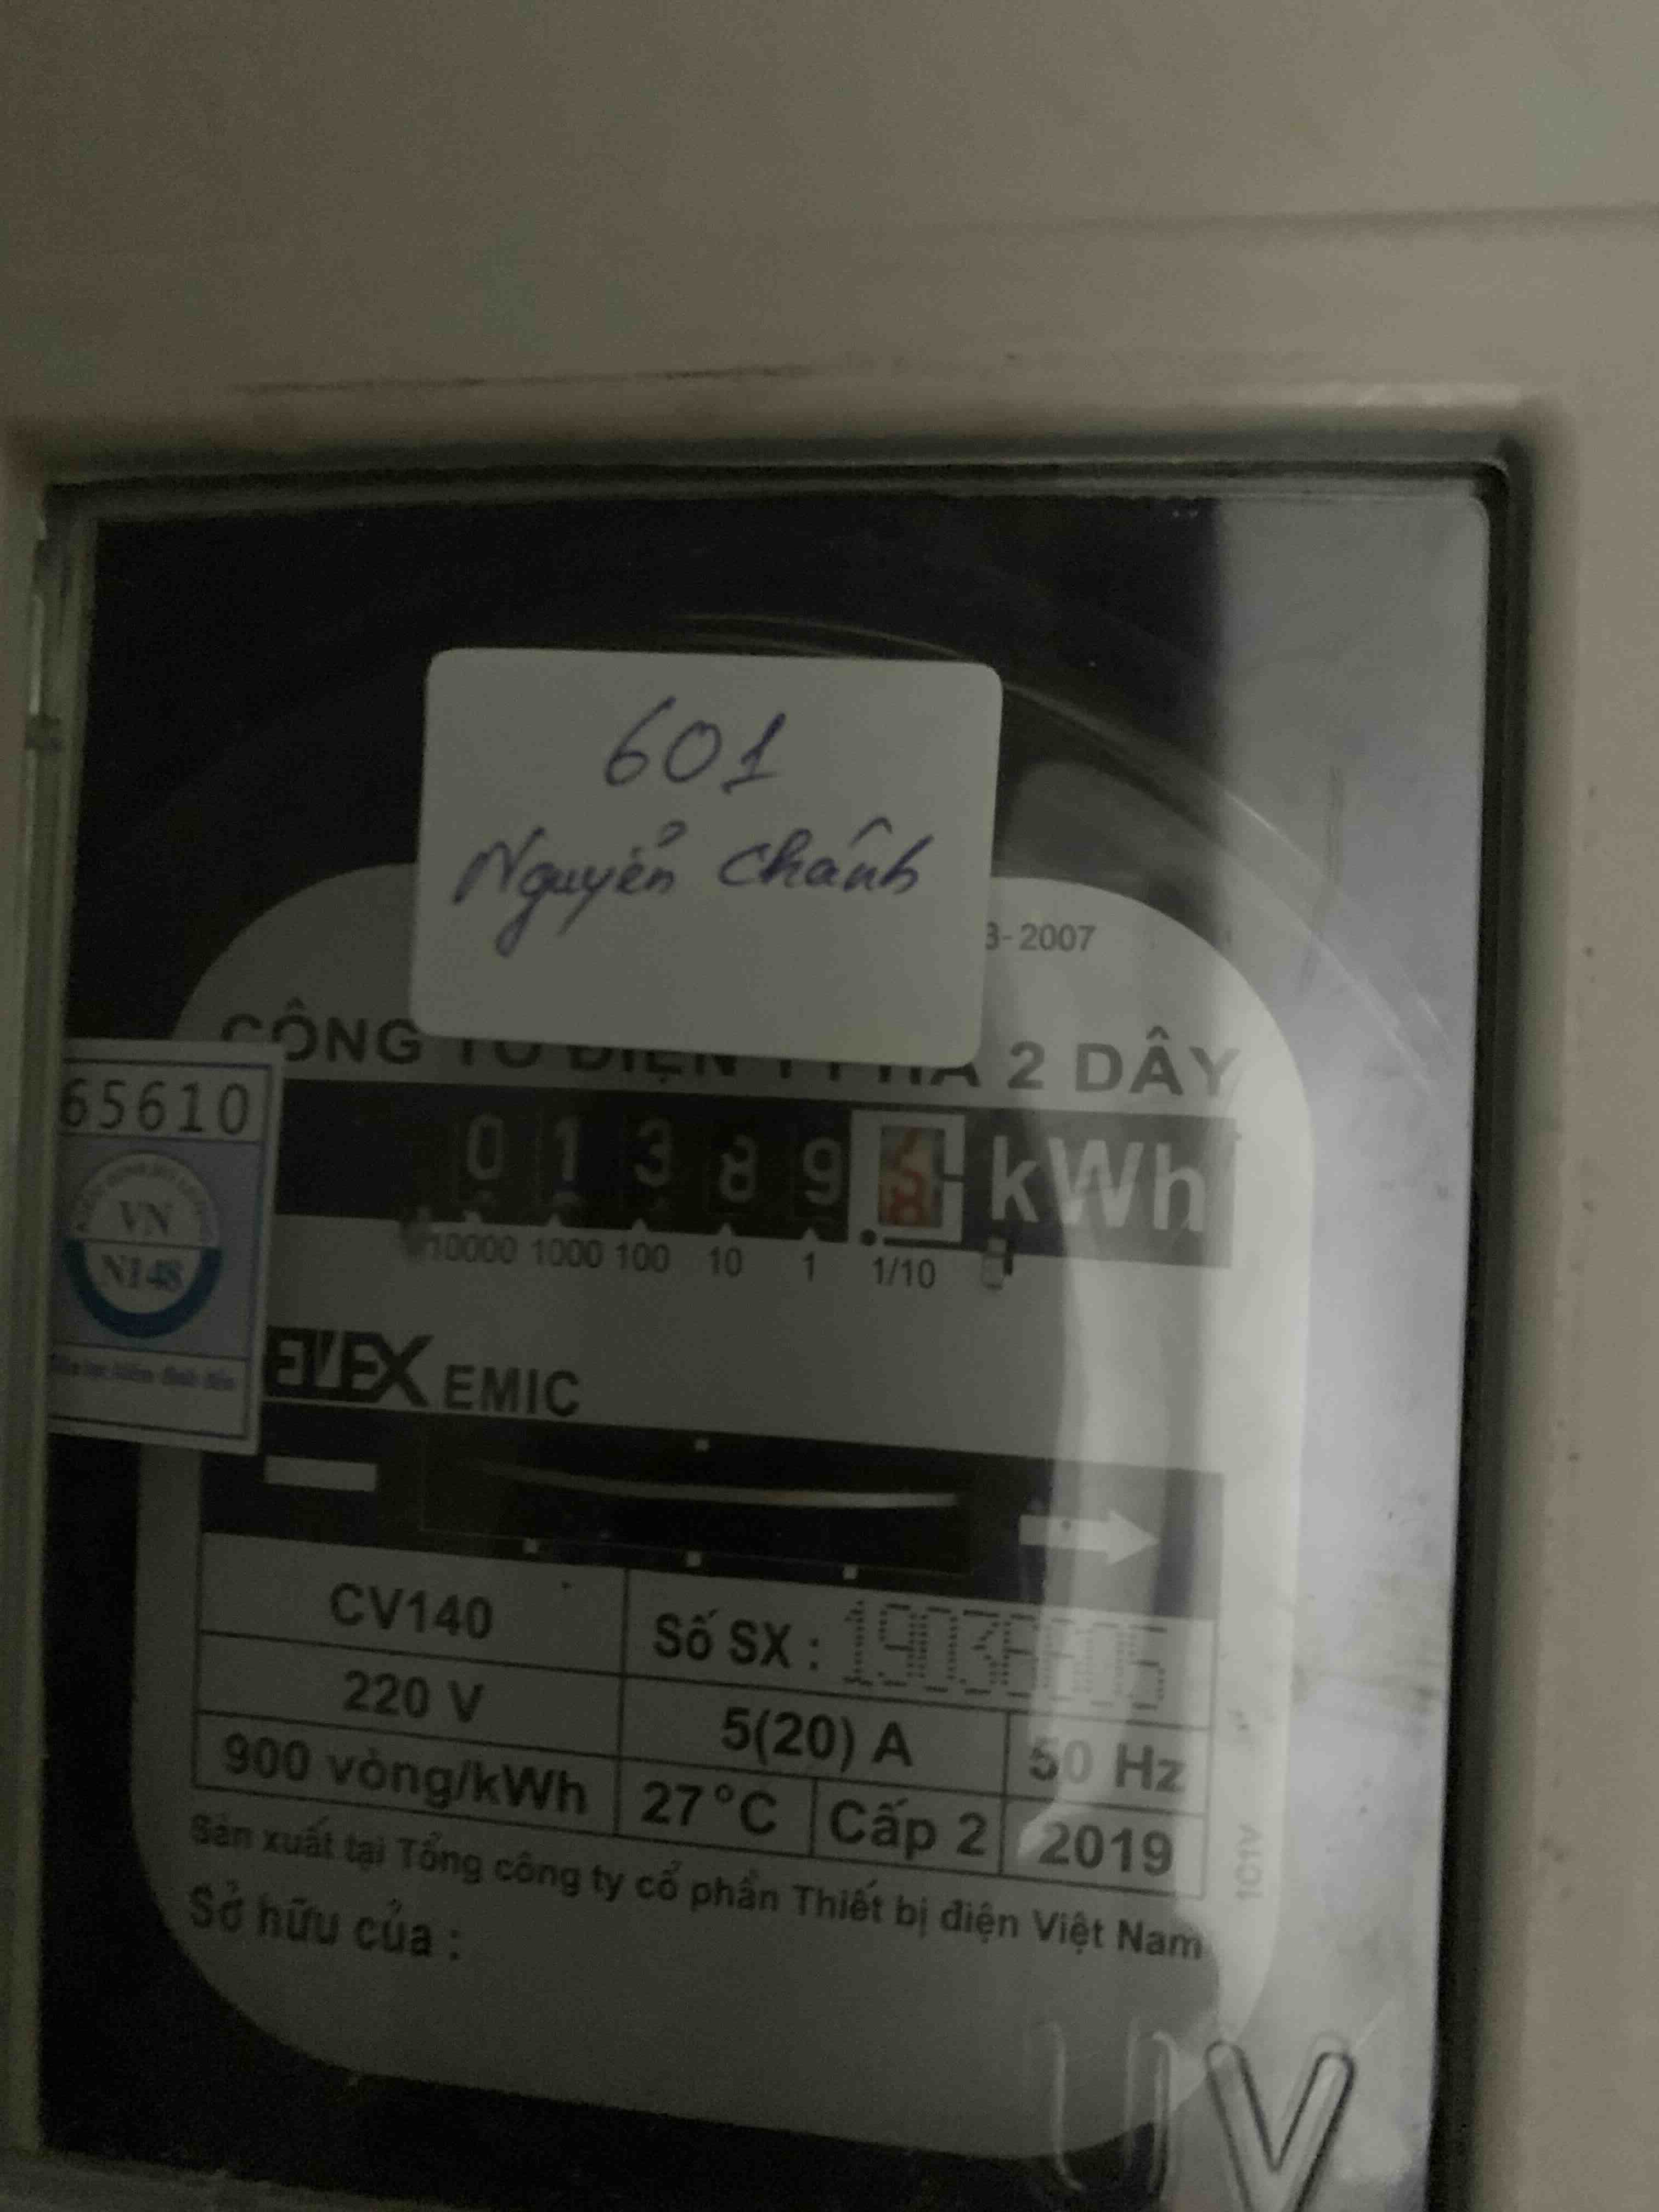 601
Nguyễn Chánh
3-2007
CÔNG TƠ ĐIỆN 1 PHA 2 DÂY
65610
0 1 3 8 9 kWh
10000 1000 100 10 1 1/10
VN
N148
EMIC
CV140
Số SX :
220 V
5(20) A
50 Hz
900 vòng/kWh
27°C
Cấp 2
2019
Sản xuất tại Tổng công ty cổ phần Thiết bị điện Việt Nam
Sở hữu của :
UV